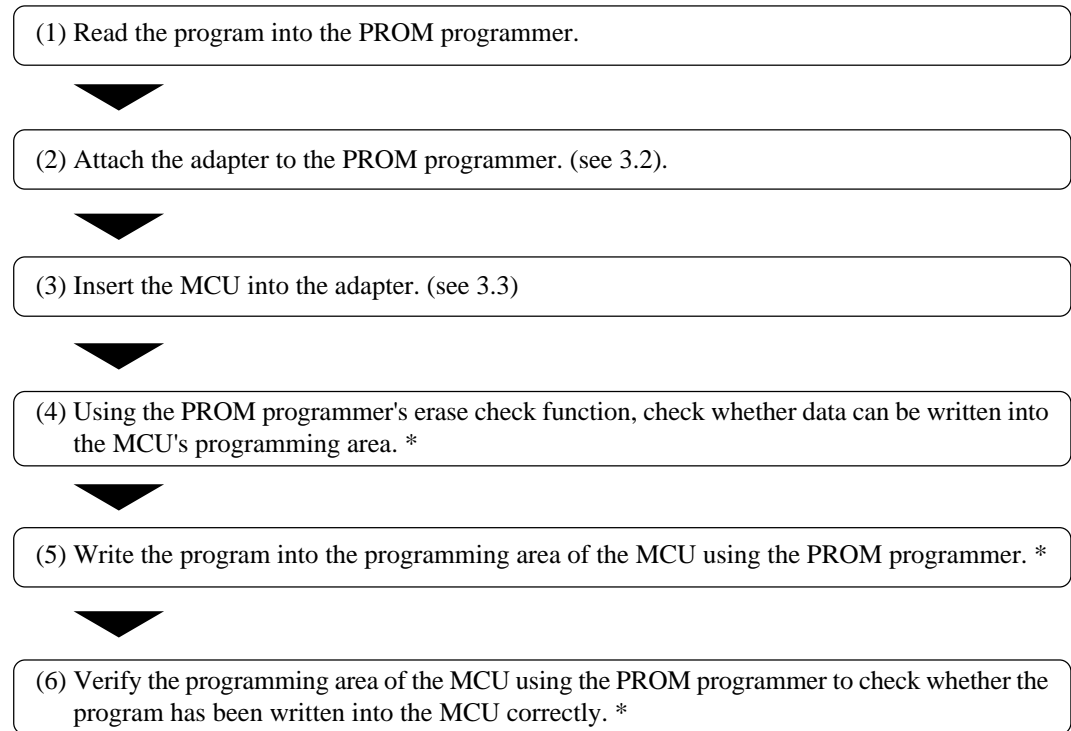 (1) Read the program into the PROM programmer.
(2) Attach the adapter to the PROM programmer. (see 3.2).
(3) Insert the MCU into the adapter. (see 3.3)
(4) Using the PROM programmer's erase check function, check whether data can be written into
the MCU's programming area. *
(5) Write the program into the programming area of the MCU using the PROM programmer. *
(6) Verify the programming area of the MCU using the PROM programmer to check whether the
program has been written into the MCU correctly. *